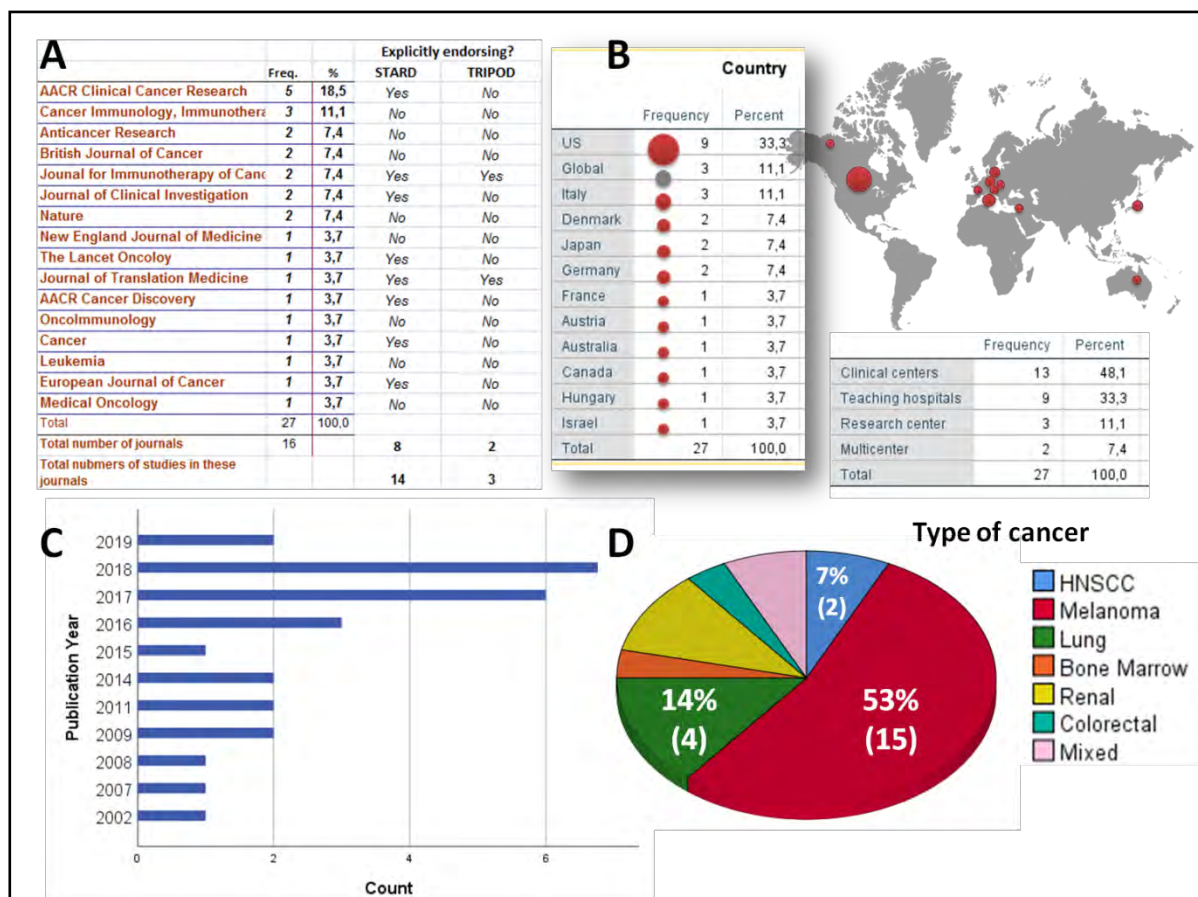 A
Explicitly endorsing?
Freq. % STARD TRIPOD
AACR Clinical Cancer Research 5 18,5 Yes No
Cancer Immunology, Immunothera 3 11,1 No No
Anticancer Research 2 7,4 No No
British Journal of Cancer 2 7,4 No No
Jounal for Immunotherapy of Canc 2 7,4 Yes Yes
Journal of Clinical Investigation 2 7,4 Yes No
Nature 2 7,4 No No
New England Journal of Medicine 1 3,7 No No
The Lancet Oncoloy 1 3,7 Yes No
Journal of Translation Medicine 1 3,7 Yes Yes
AACR Cancer Discovery 1 3,7 Yes No
OncoImmunology 1 3,7 No No
Cancer 1 3,7 Yes No
Leukemia 1 3,7 No No
European Journal of Cancer 1 3,7 Yes No
Medical Oncology 1 3,7 No No
Total 27 100,0
Total number of journals 16 8 2
Total nubmers of studies in these
journals 14 3
B
Country
Frequency Percent
US 9 33,3
Global 3 11,1
Italy 3 11,1
Denmark 2 7,4
Japan 2 7,4
Germany 2 7,4
France 1 3,7
Austria 1 3,7
Australia 1 3,7
Canada 1 3,7
Hungary 1 3,7
Israel 1 3,7
Total 27 100,0
Frequency Percent
Clinical centers 13 48,1
Teaching hospitals 9 33,3
Research center 3 11,1
Multicenter 2 7,4
Total 27 100,0
C
Publication Year
2019
2018
2017
2016
2015
2014
2011
2009
2008
2007
2002
0 2 4 6
Count
D
Type of cancer
7%
(2)
53%
(15)
14%
(4)
HNSCC
Melanoma
Lung
Bone Marrow
Renal
Colorectal
Mixed